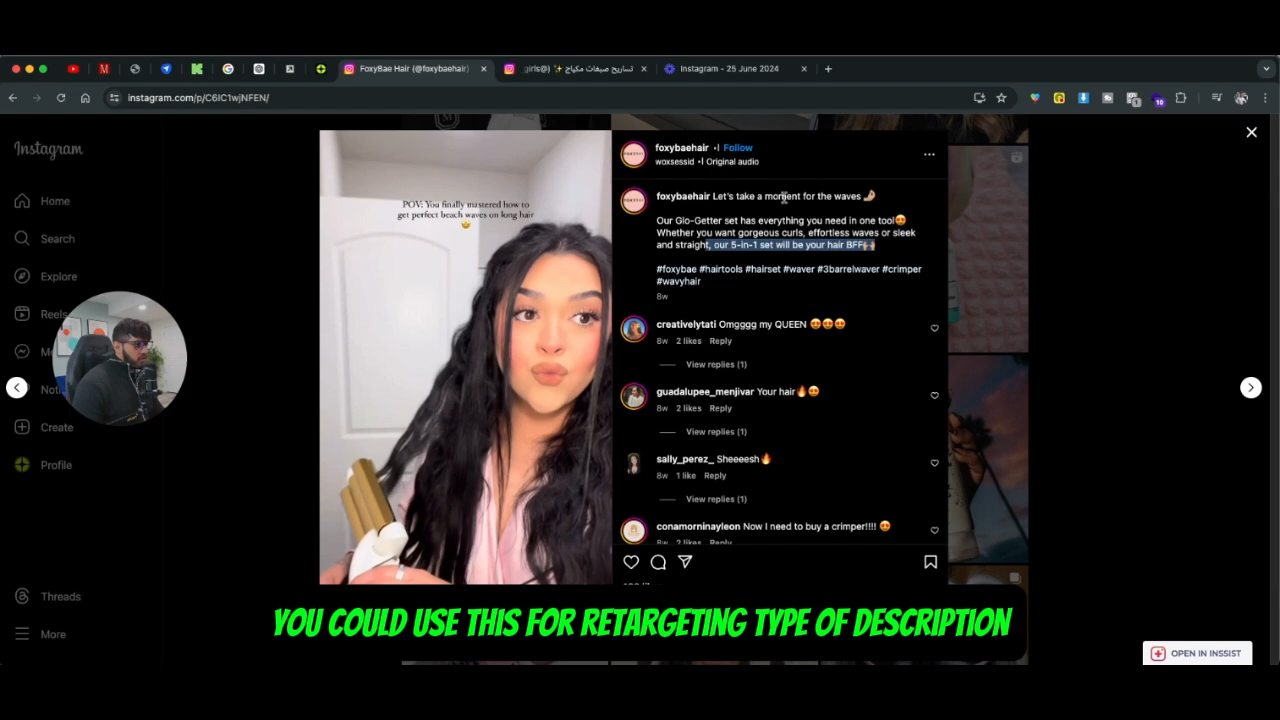 FoxyBae Hair (@foxybaehair)
girls@) ✨ تساريح صبغات مكياج
Instagram - 25 June 2024
instagram.com/p/C6IC1wjNFEN/
Instagram
Home
Search
Explore
Reels
Create
Profile
Threads
More
POV: You finally mastered how to
get perfect beach waves on long hair
😍
foxybaehair • Follow
woxsessid • Original audio
foxybaehair Let's take a moment for the waves 🤌🏼
Our Glo-Getter set has everything you need in one tool😍
Whether you want gorgeous curls, effortless waves or sleek
and straight, our 5-in-1 set will be your hair BFF🙌🏼
#foxybae #hairtools #hairset #waver #3barrelwaver #crimper
#wavyhair
8w
creativelytati Omgggg my QUEEN 😍😍😍
8w 2 likes Reply
View replies (1)
guadalupee_menjivar Your hair🔥😍
8w 2 likes Reply
View replies (1)
sally_perez_ Sheeeesh🔥
8w 1 like Reply
View replies (1)
conamorninayleon Now I need to buy a crimper!!!! 😍
8w 2 likes Reply
YOU COULD USE THIS FOR RETARGETING TYPE OF DESCRIPTION
OPEN IN INSSIST